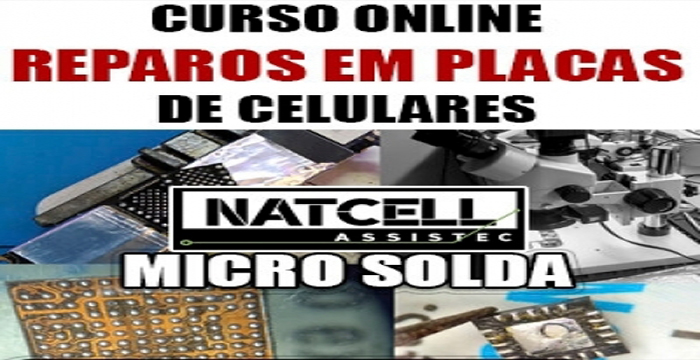 CURSO ONLINE
REPAROS EM PLACAS
DE CELULARES
NATCELL
ASSISTEC
MICRO SOLDA